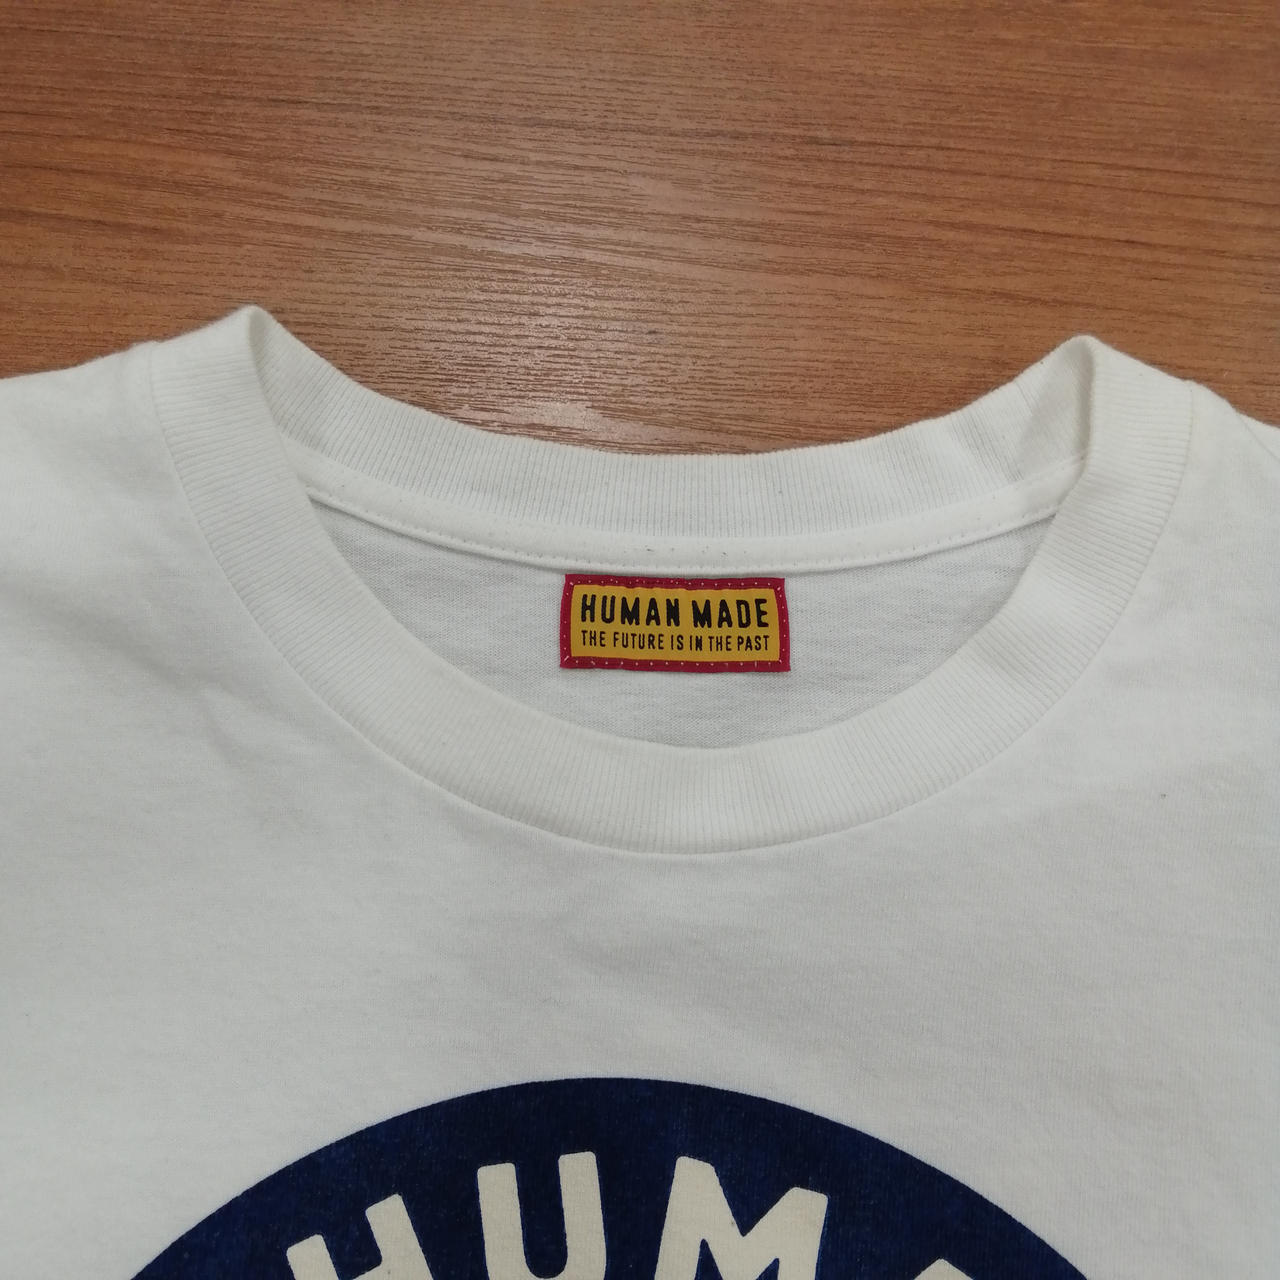 HUMAN MADE
THE FUTURE IS IN THE PAST
HUM